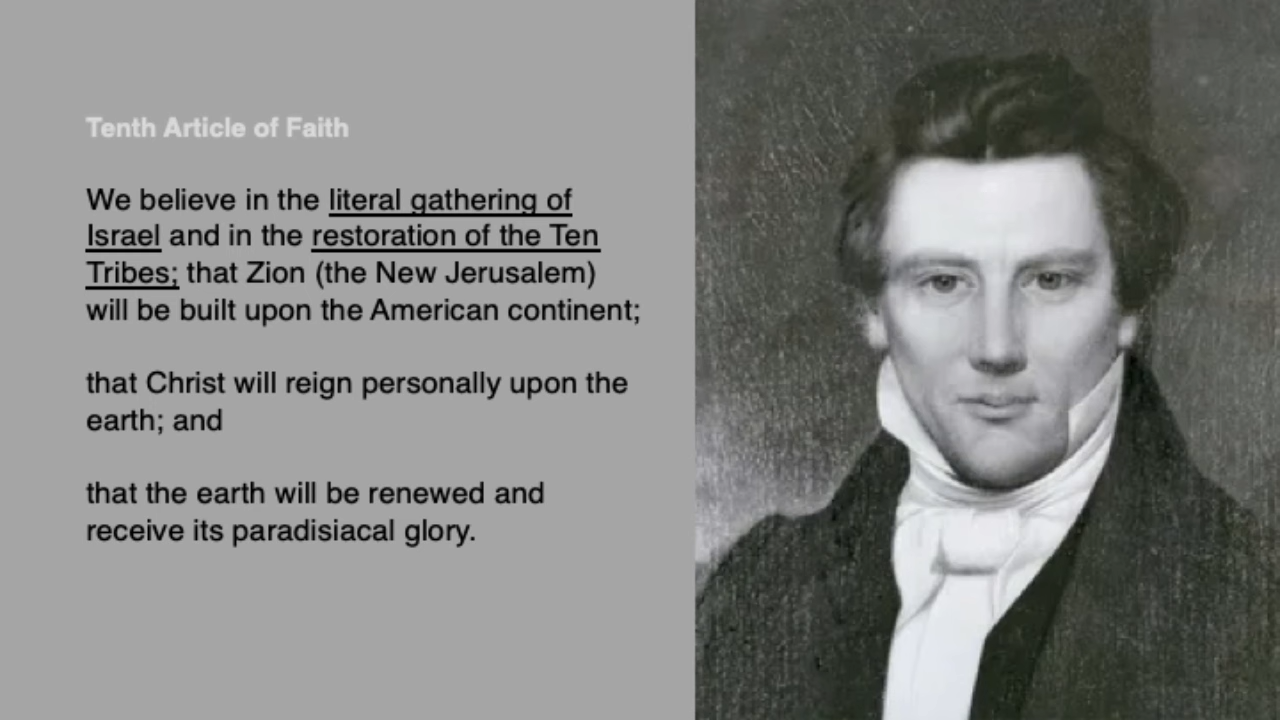 Tenth Article of Faith
We believe in the literal gathering of
Israel and in the restoration of the Ten
Tribes; that Zion (the New Jerusalem)
will be built upon the American continent;
that Christ will reign personally upon the
earth; and
that the earth will be renewed and
receive its paradisiacal glory.